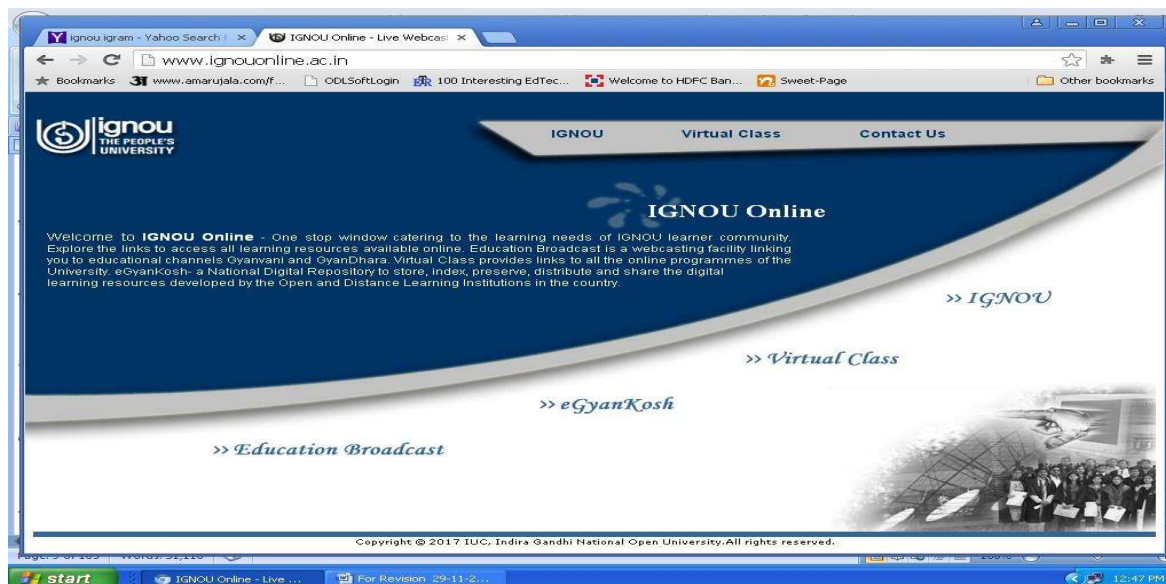 ignou igram - Yahoo Search
IGNOU Online - Live Webcas
www.ignouonline.ac.in
Bookmarks www.amarujala.com/f... ODLSoftLogin 100 Interesting EdTec... Welcome to HDFC Ban... Sweet-Page Other bookmarks
ignou
THE PEOPLE'S
UNIVERSITY
IGNOU Virtual Class Contact Us
IGNOU Online
Welcome to IGNOU Online - One stop window catering to the learning needs of IGNOU learner community.
Explore the links to access all learning resources available online. Education Broadcast is a webcasting facility linking
you to educational channels Gyanvani and GyanDhara. Virtual Class provides links to all the online programmes of the
University. eGyanKosh- a National Digital Repository to store, index, preserve, distribute and share the digital
learning resources developed by the Open and Distance Learning Institutions in the country.
>> IGNOU
>> Virtual Class
>> eGyanKosh
>> Education Broadcast
Copyright © 2017 IUC, Indira Gandhi National Open University.All rights reserved.
start IGNOU Online - Live ... For Revision 29-11-2... 12:47 PM